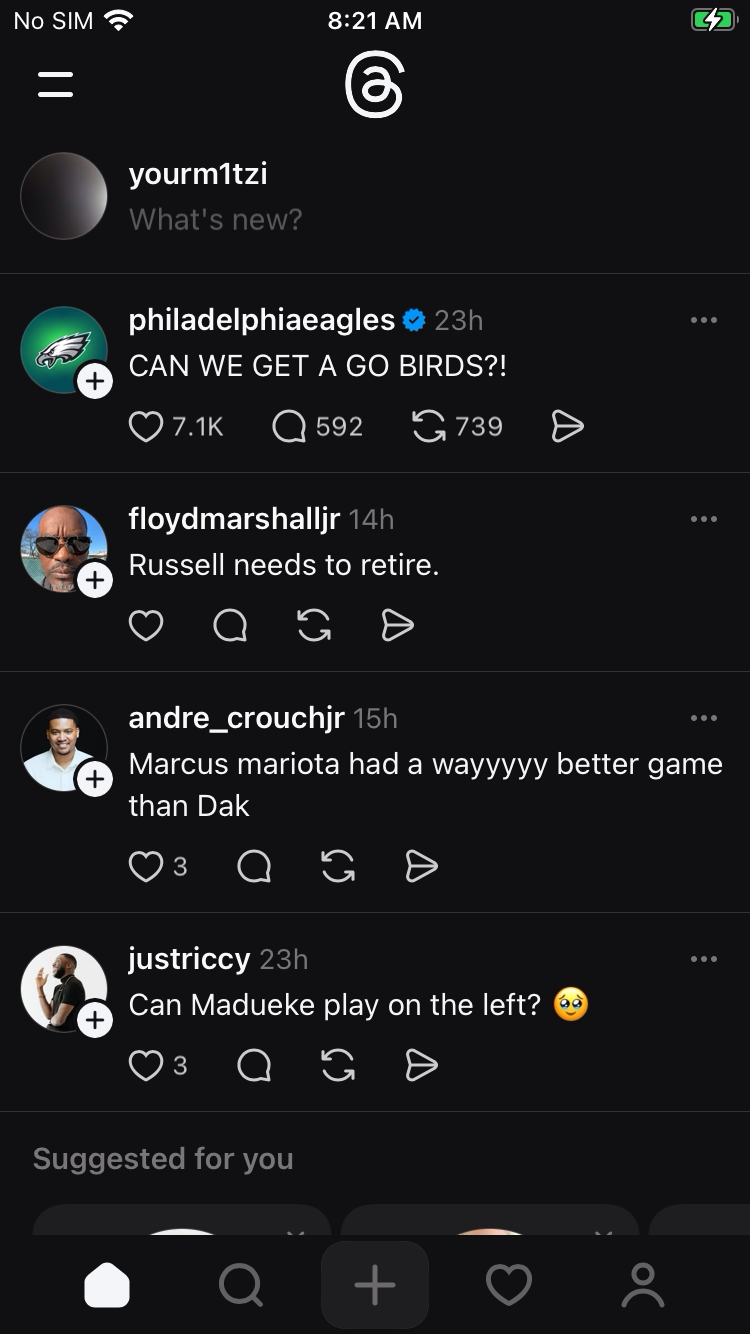 No SIM 8:21 AM
yourm1tzi
What's new?
philadelphiaeagles 23h
CAN WE GET A GO BIRDS?!
7.1K 592 739
floydmarshalljr 14h
Russell needs to retire.
andre_crouchjr 15h
Marcus mariota had a wayyyyy better game
than Dak
3
justriccy 23h
Can Madueke play on the left? 🥹
3
Suggested for you